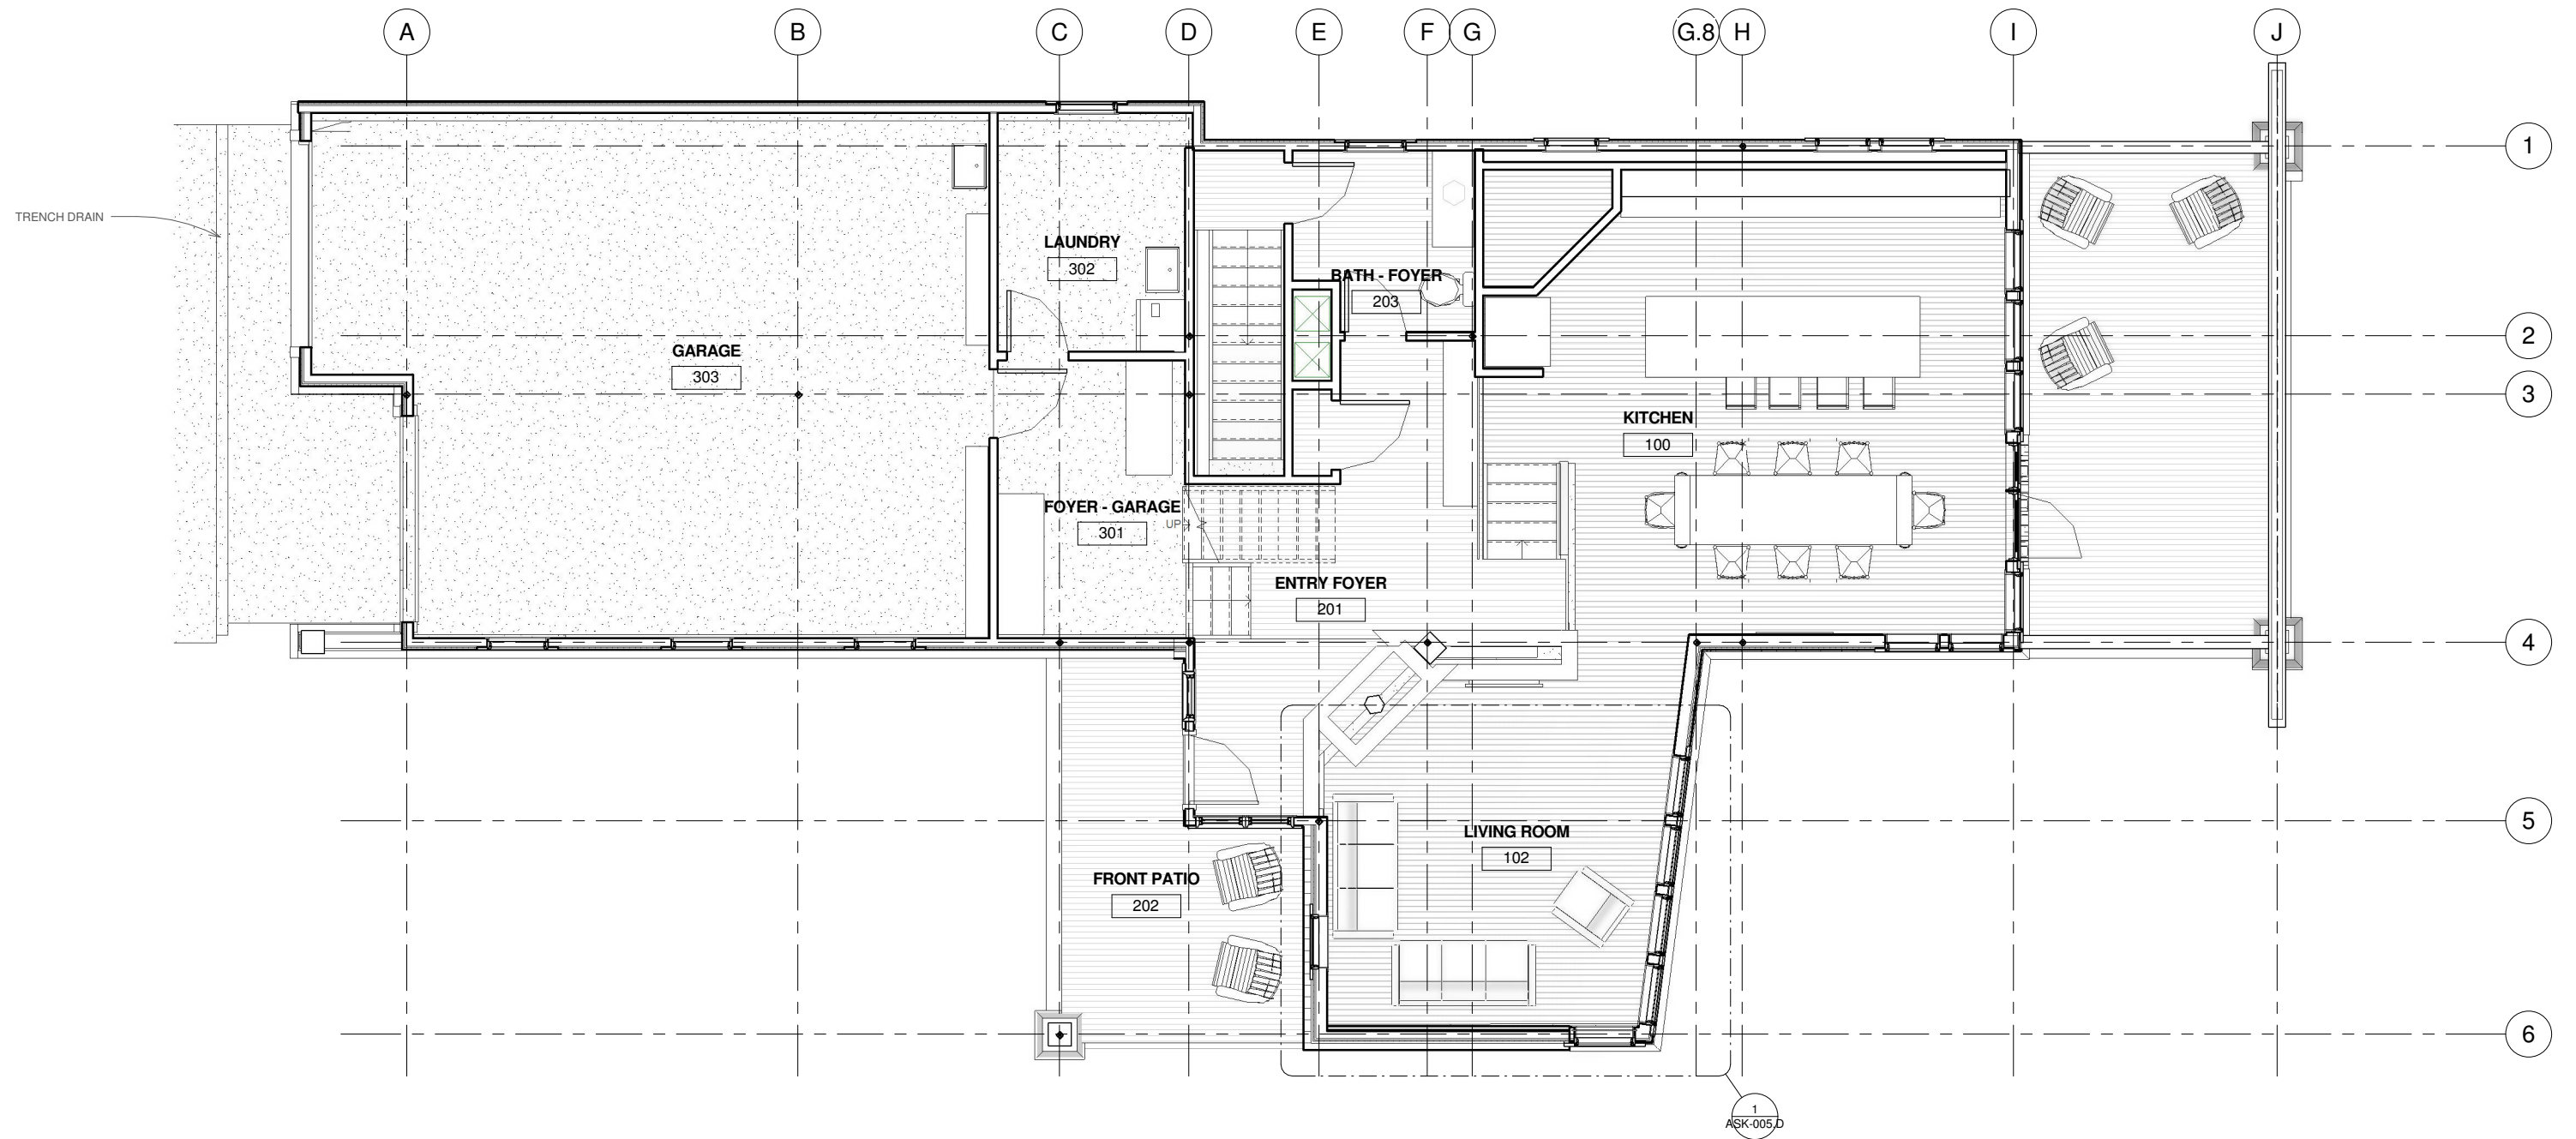 A
B
C
D
E
F
G
G.8
H
I
J
1
TRENCH DRAIN
LAUNDRY
302
BATH - FOYER
203
2
GARAGE
303
3
KITCHEN
100
FOYER - GARAGE
UP
301
ENTRY FOYER
201
4
5
LIVING ROOM
102
FRONT PATIO
202
6
1
ASK-005.D